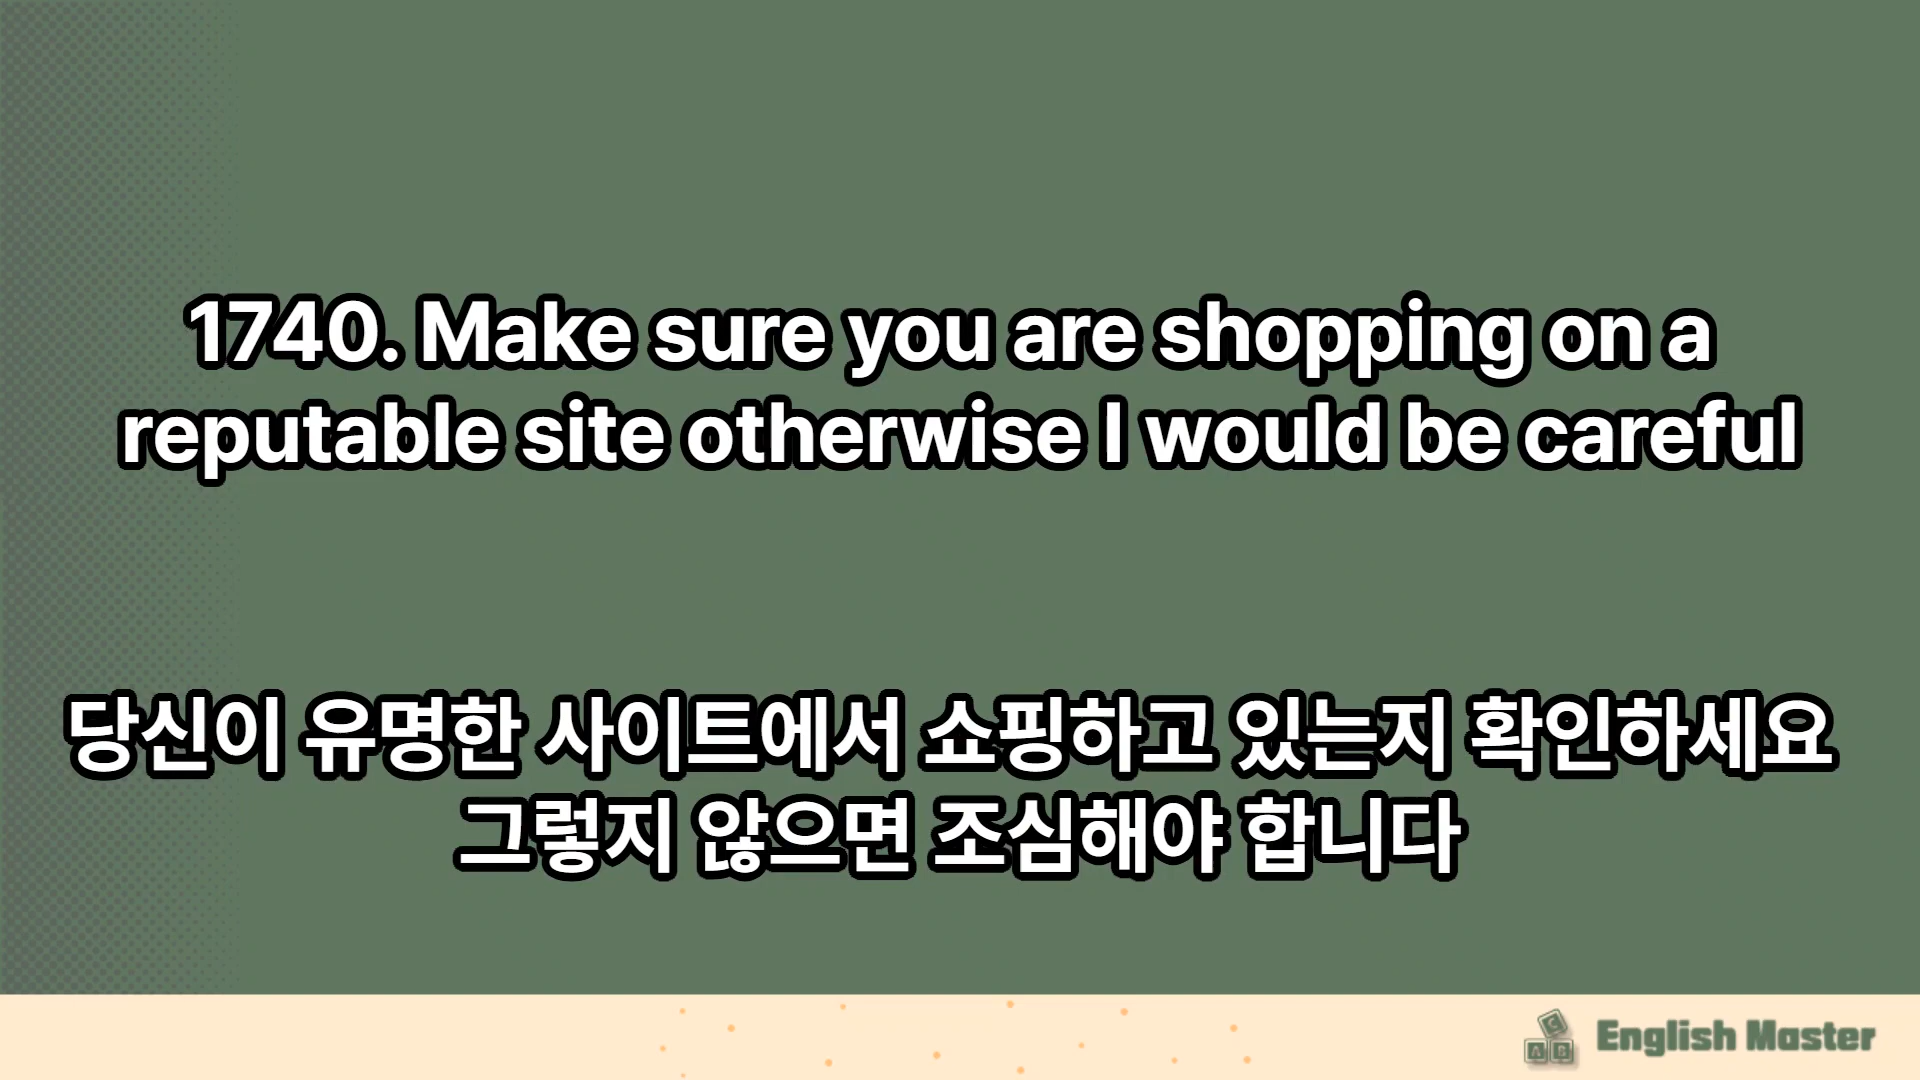 1740. Make sure you are shopping on a
reputable site otherwise I would be careful
당신이 유명한 사이트에서 쇼핑하고 있는지 확인하세요
그렇지 않으면 조심해야 합니다
English Master